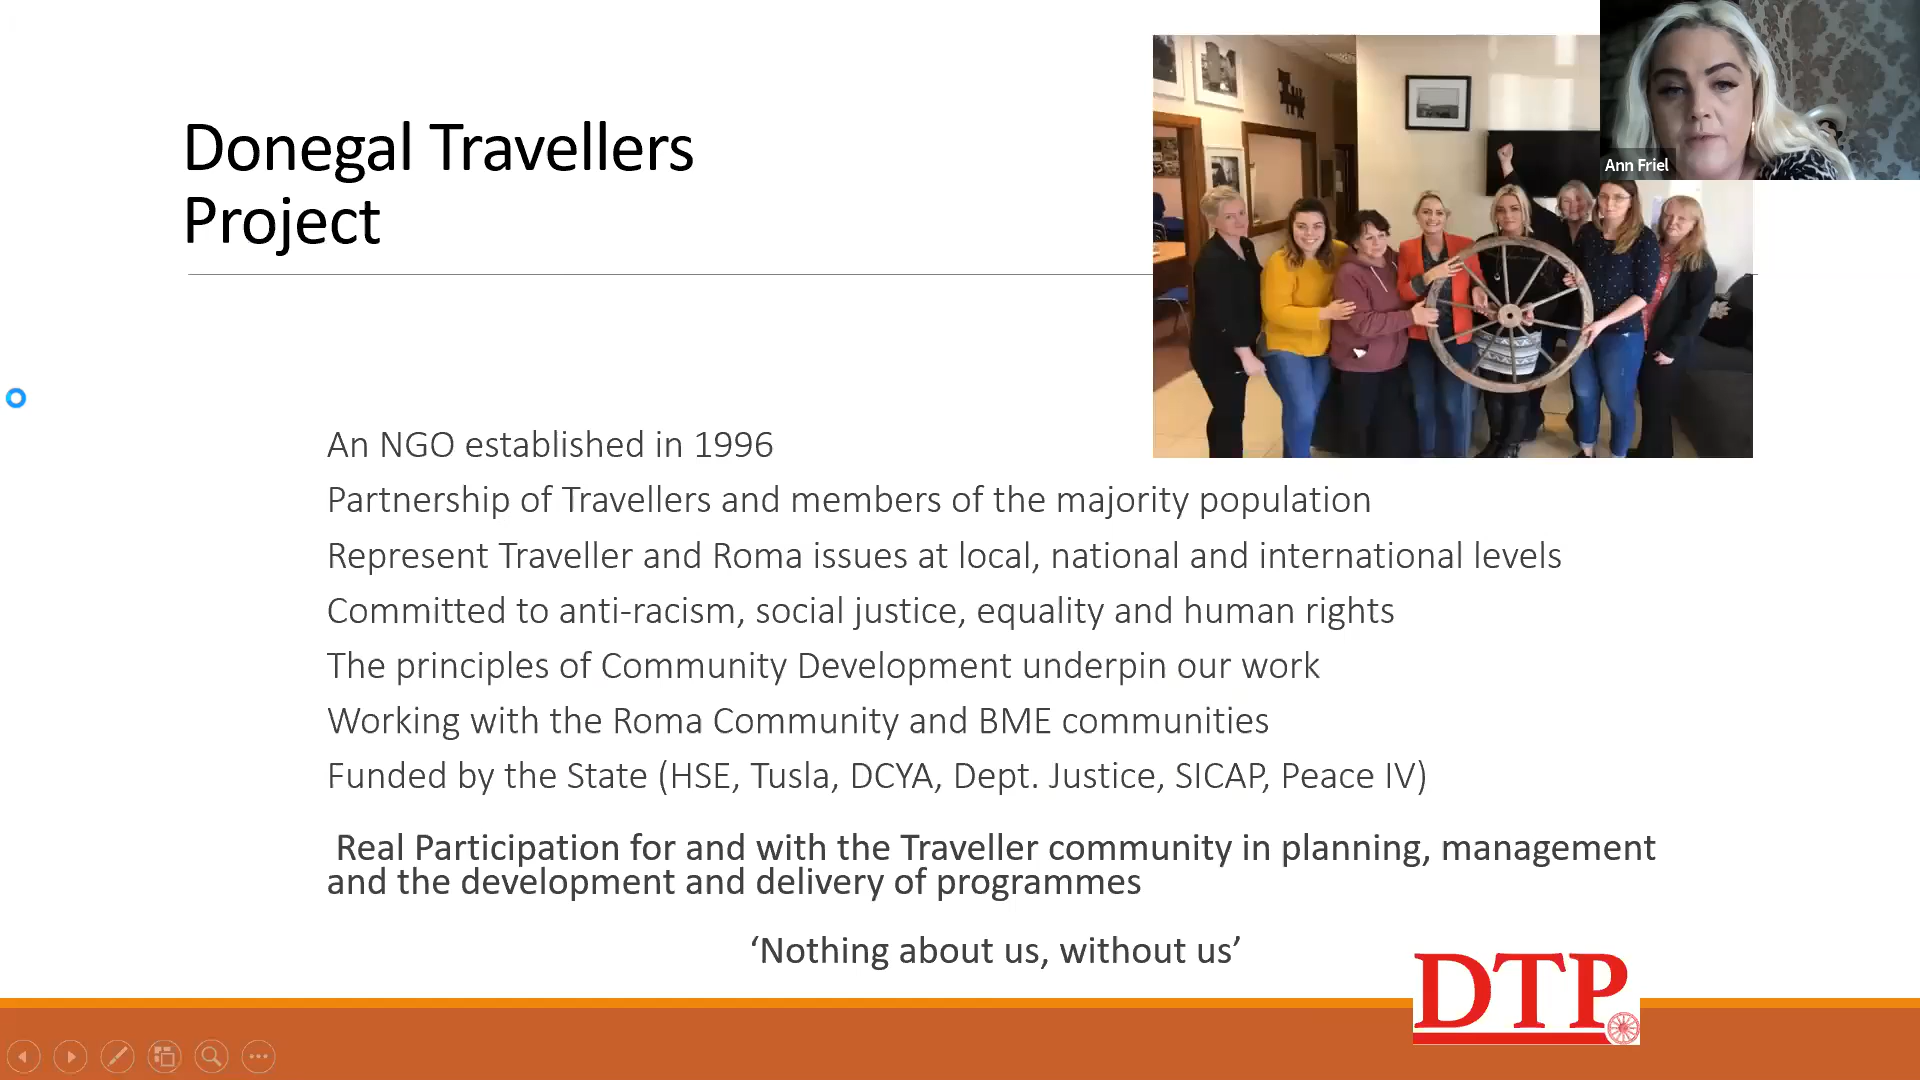 Donegal Travellers
Project
Ann Friel
An NGO established in 1996
Partnership of Travellers and members of the majority population
Represent Traveller and Roma issues at local, national and international levels
Committed to anti-racism, social justice, equality and human rights
The principles of Community Development underpin our work
Working with the Roma Community and BME communities
Funded by the State (HSE, Tusla, DCYA, Dept. Justice, SICAP, Peace IV)
Real Participation for and with the Traveller community in planning, management
and the development and delivery of programmes
‘Nothing about us, without us’
DTP